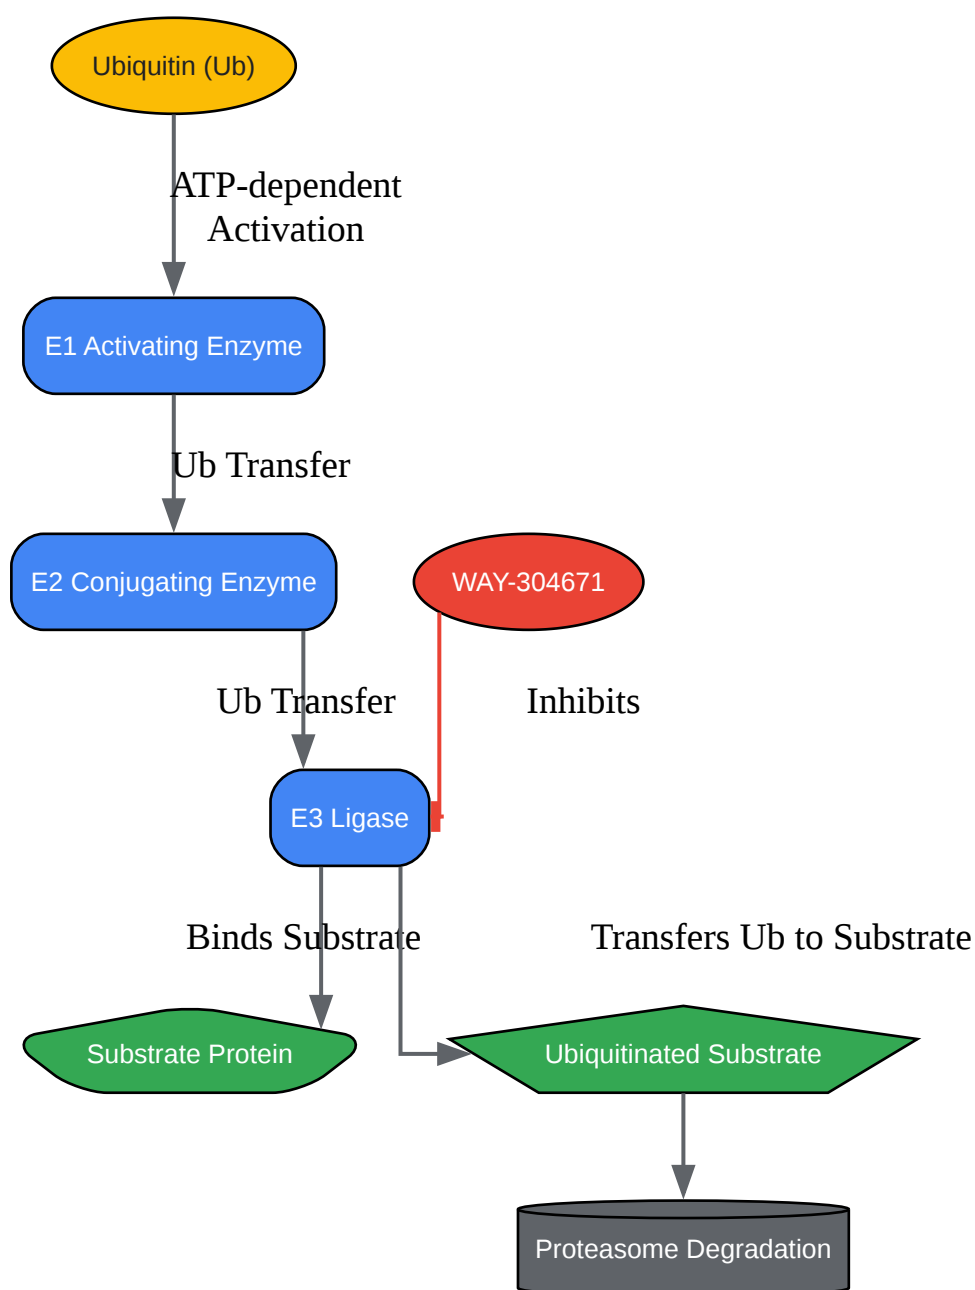 Ubiquitin (Ub)
ATP-dependent
Activation
E1 Activating Enzyme
Ub Transfer
E2 Conjugating Enzyme
WAY-304671
Ub Transfer
Inhibits
E3 Ligase
Binds Substrate
Transfers Ub to Substrate
Substrate Protein
Ubiquitinated Substrate
Proteasome Degradation